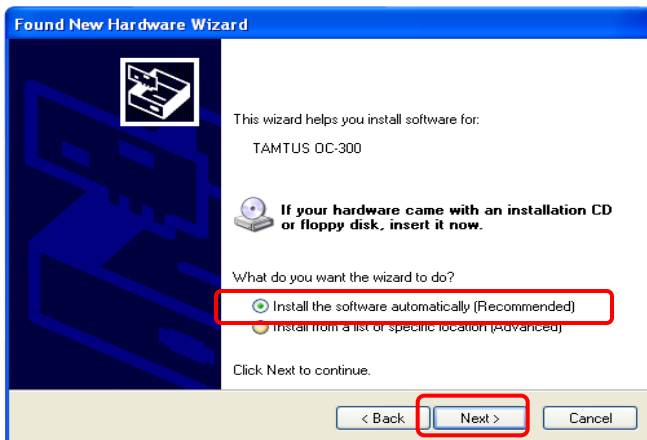 Found New Hardware Wizard
This wizard helps you install software for:
TAMTUS OC-300
If your hardware came with an installation CD
or floppy disk, insert it now.
What do you want the wizard to do?
Install the software automatically (Recommended)
Install from a list or specific location (Advanced)
Click Next to continue.
< Back Next > Cancel